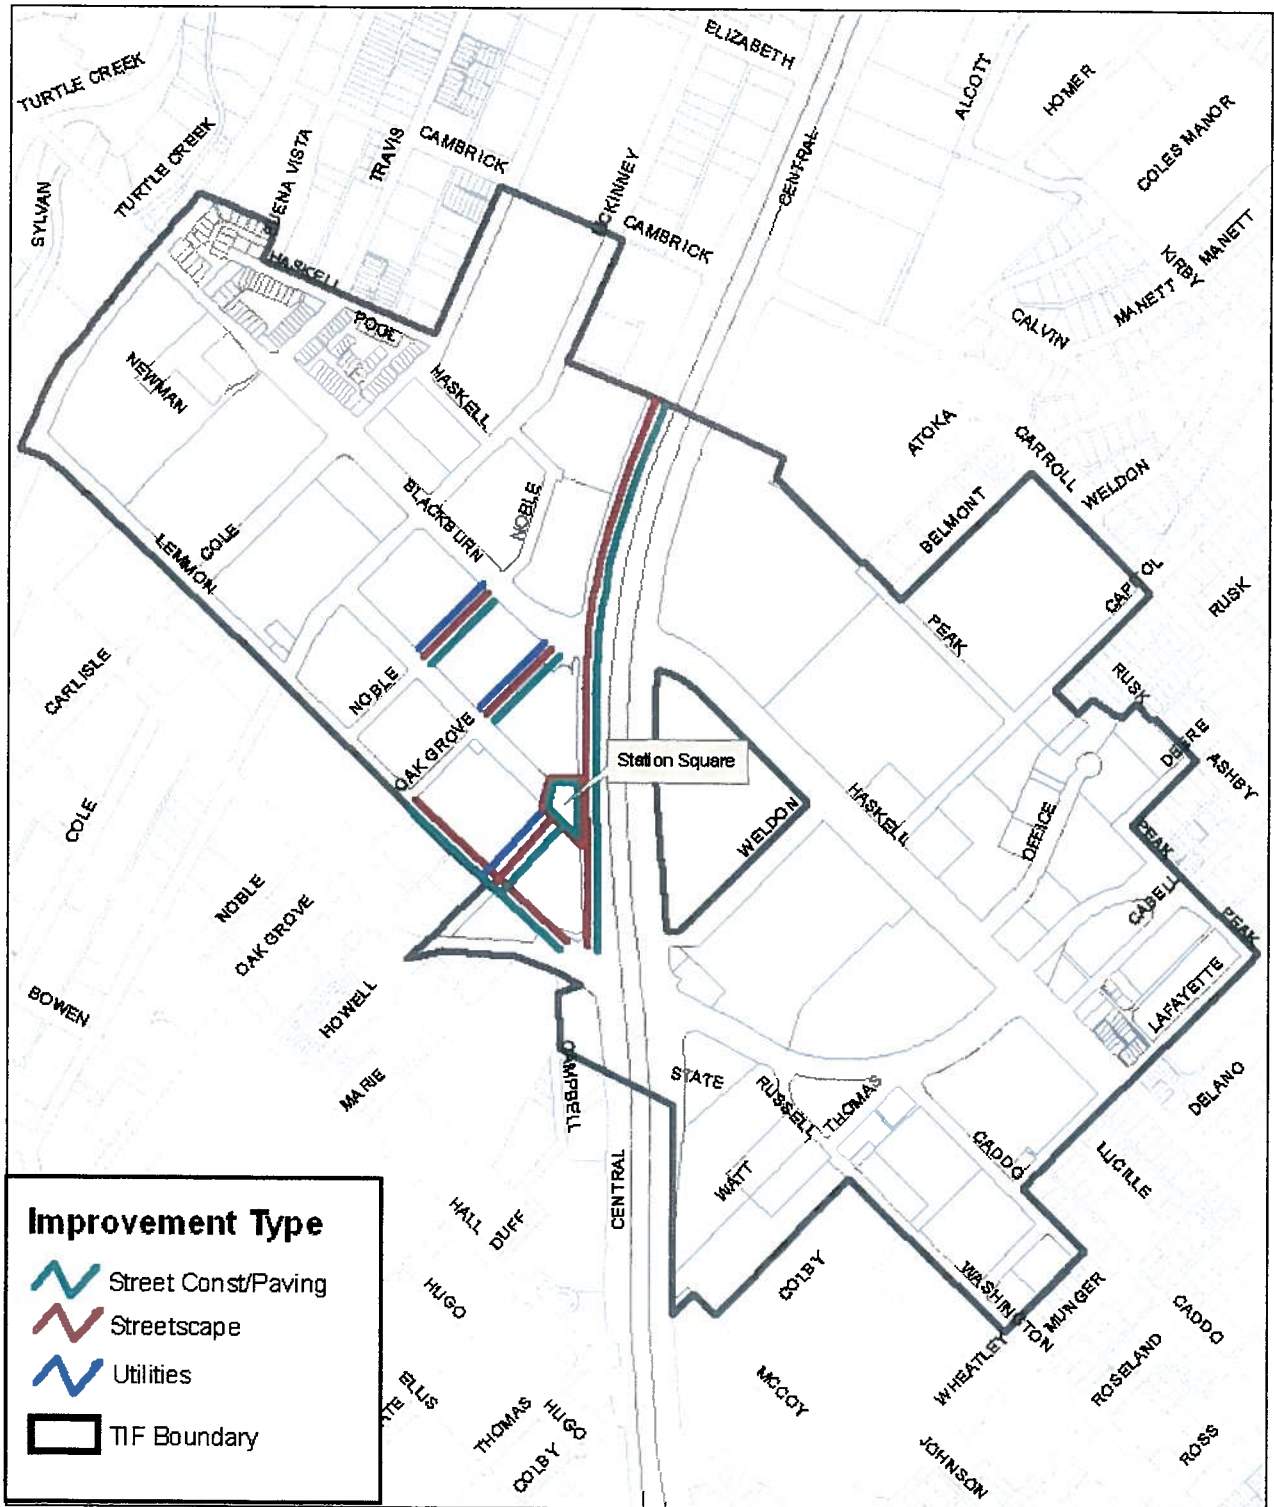 ELIZABETH
TURTLE CREEK
ALCOTT
HOMER
COLES MANOR
TURTLE CREEK
BUENA VISTA
TRAVIS
CAMBRICK
CENTRAL
SYLVAN
MCKINNEY
CAMBRICK
KIRBY
MANETT
MANETT
HASKELL
POOLE
CALVIN
NEWMAN
HASKELL
ATOKA
CARROLL
WELDON
BELMONT
BLACKBURN
NOBLE
COLE
LEMMON
CAPITOL
RUSK
PEAK
CARLISLE
NOBLE
RUSK
OAK GROVE
DEERE
ASHBY
Station Square
COLE
WELDON
HASKELL
OFFICE
PEAK
CABELL
PEAK
NOBLE
OAK GROVE
LAFAYETTE
BOWEN
HOWELL
MARIE
CAMPBELL
STATE
RUSSELL
THOMAS
DELANO
CADDO
LUCILLE
WATT
CENTRAL
HALL
DUFF
COLBY
HUGO
WASHINGTON
MUNGER
CADDO
WHEATLEY
ROSELAND
MCCOY
ELLIS
ATE
THOMAS
HUGO
COLBY
JOHNSON
ROSS
Improvement Type
Street Const/Paving
Streetscape
Utilities
TIF Boundary